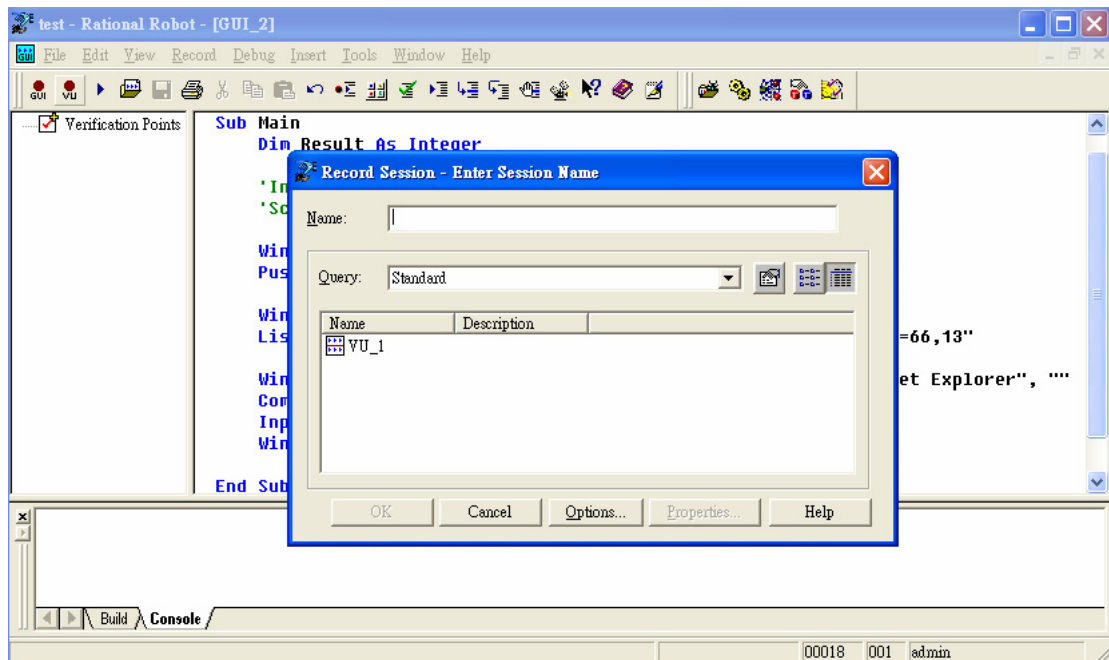 test - Rational Robot - [GUI_2]
GUI File Edit View Record Debug Insert Tools Window Help
GUI VU
Verification Points
Sub Main
Dim Result As Integer
'In
'Sc
Win
Pus
Win
Lis =66,13"
Win et Explorer", ""
Com
Inp
Win
End Sub
Record Session - Enter Session Name
Name:
Query: Standard
Name Description
VU_1
OK Cancel Options... Properties... Help
Build Console
00018 001 admin